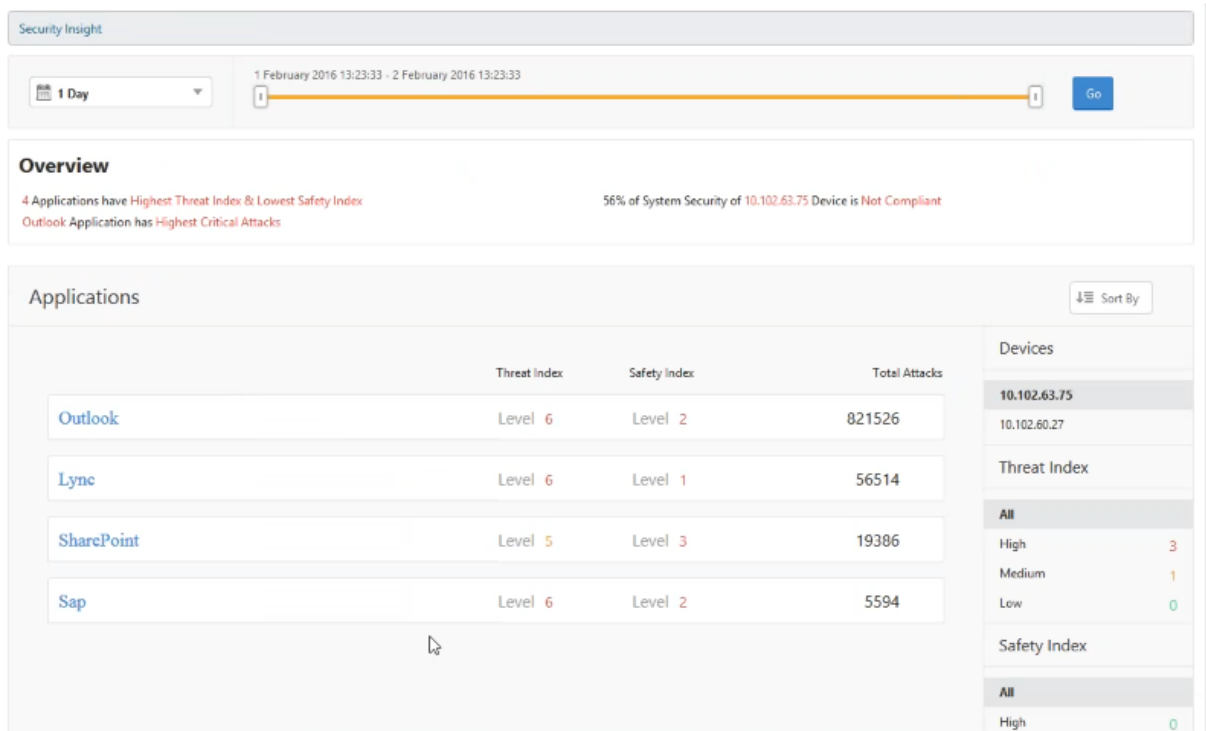 Security Insight
1 Day
1 February 2016 13:23:33 - 2 February 2016 13:23:33
Go
Overview
4 Applications have Highest Threat Index & Lowest Safety Index
Outlook Application has Highest Critical Attacks
56% of System Security of 10.102.63.75 Device is Not Compliant
Applications
Sort By
Threat Index Safety Index Total Attacks
Outlook Level 6 Level 2 821526
Lync Level 6 Level 1 56514
SharePoint Level 5 Level 3 19386
Sap Level 6 Level 2 5594
Devices
10.102.63.75
10.102.60.27
Threat Index
All
High 3
Medium 1
Low 0
Safety Index
All
High 0